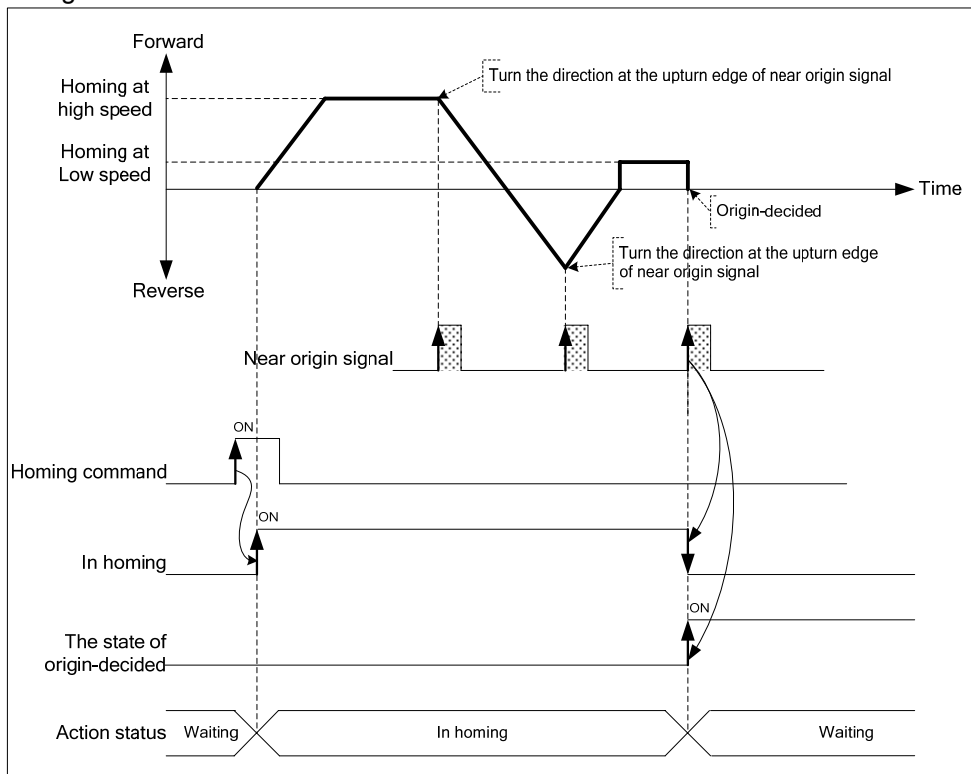 Forward
Turn the direction at the upturn edge of near origin signal
Homing at
high speed
Homing at
Low speed
Time
Origin-decided
Turn the direction at the upturn edge
of near origin signal
Reverse
Near origin signal
ON
Homing command
ON
In homing
ON
The state of
origin-decided
Action status
Waiting
In homing
Waiting